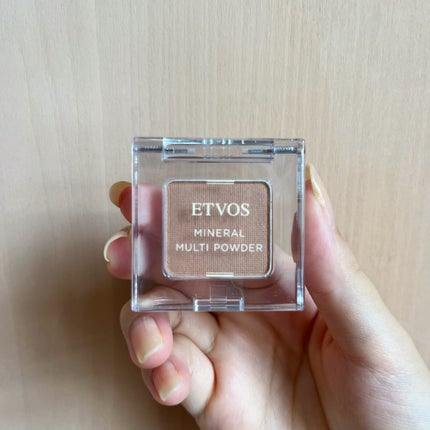 ETVOS
MINERAL
MULTI POWDER